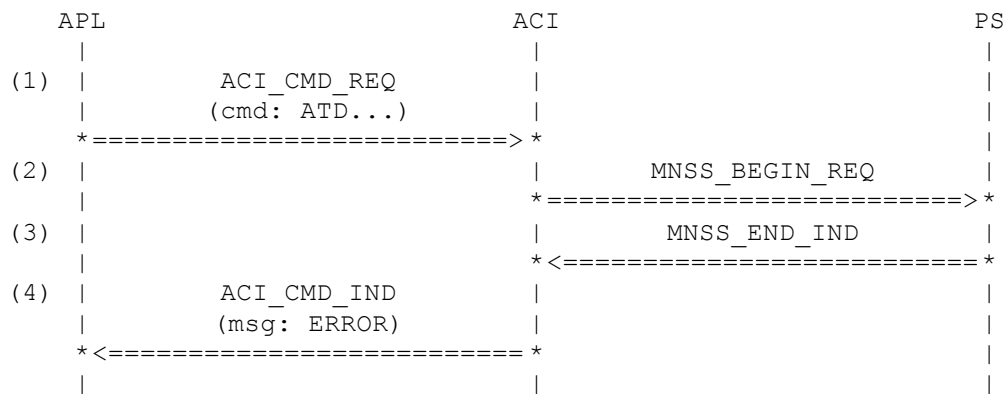 APL ACI PS
| | |
(1) | ACI_CMD_REQ | |
| (cmd: ATD...) | |
*==========================>* |
(2) | | MNSS_BEGIN_REQ |
| *==========================>*
(3) | | MNSS_END_IND |
| *<==========================*
(4) | ACI_CMD_IND | |
| (msg: ERROR) | |
*<==========================* |
| | |